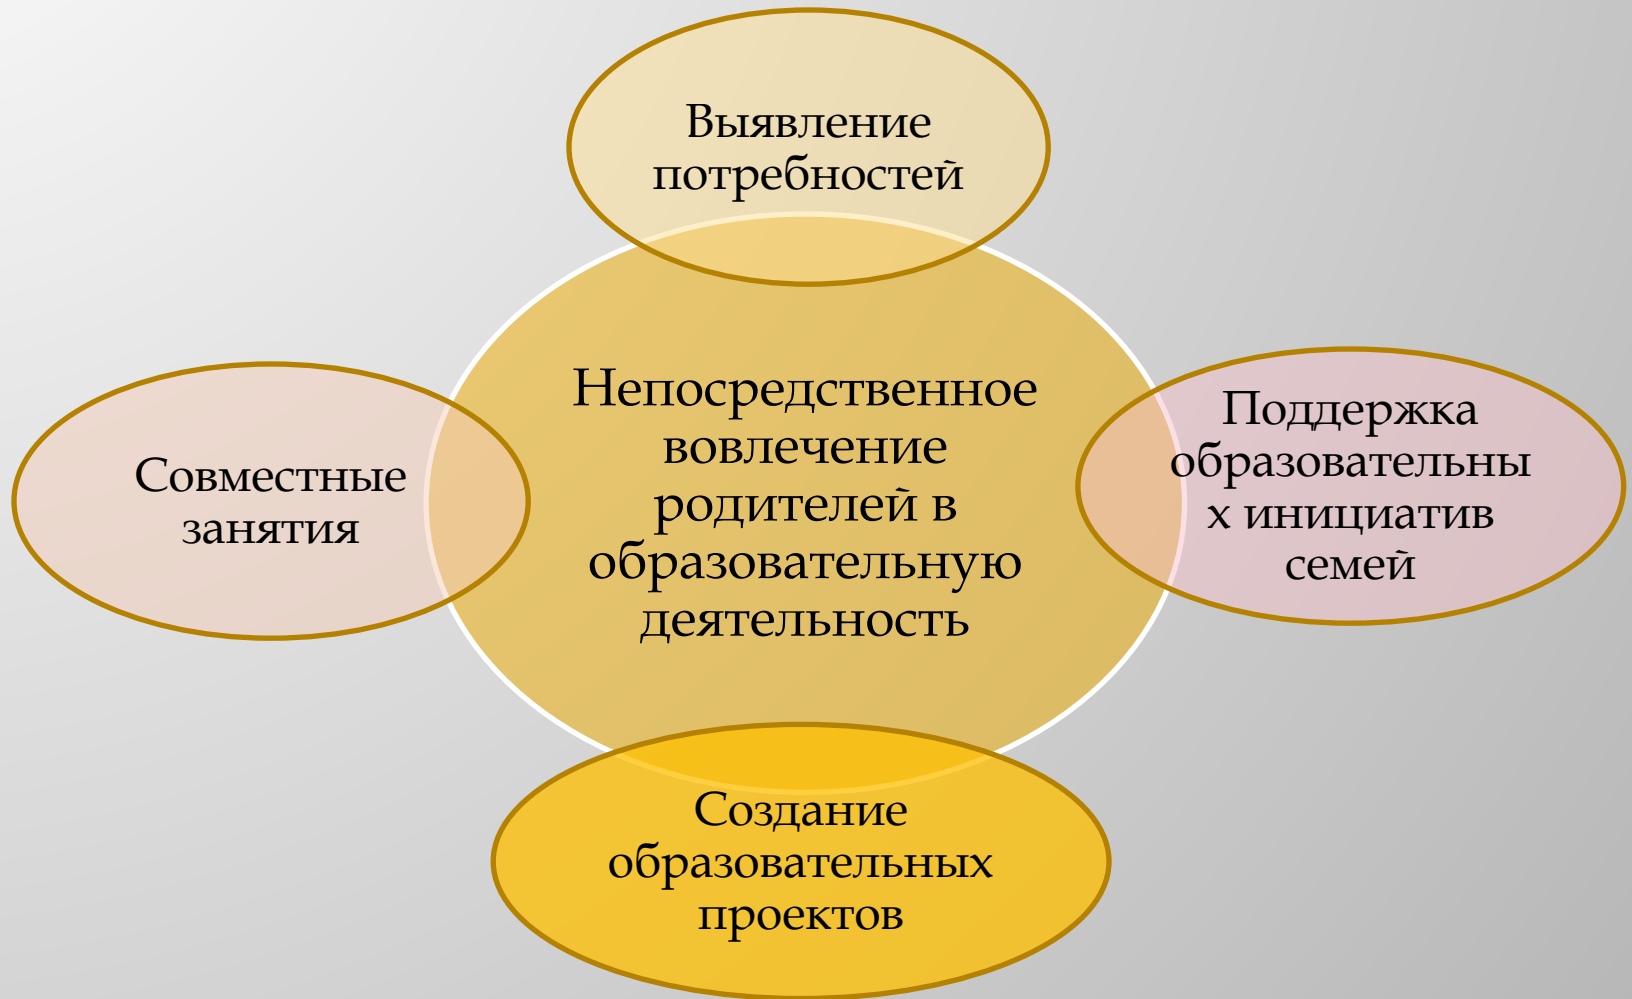 Выявление
потребностей
Непосредственное
вовлечение
родителей в
образовательную
деятельность
Поддержка
образовательны
х инициатив
семей
Совместные
занятия
Создание
образовательных
проектов